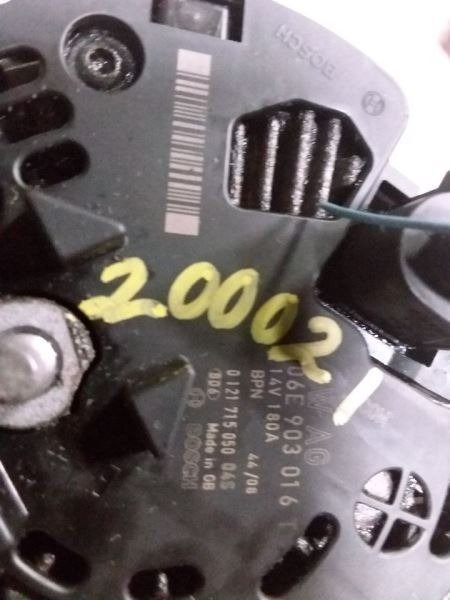 BOSCH
20002
VW AG
06E 903 016
14V 180A
BPN 44/08
0 121 715 050 04S
BOSCH Made in GB